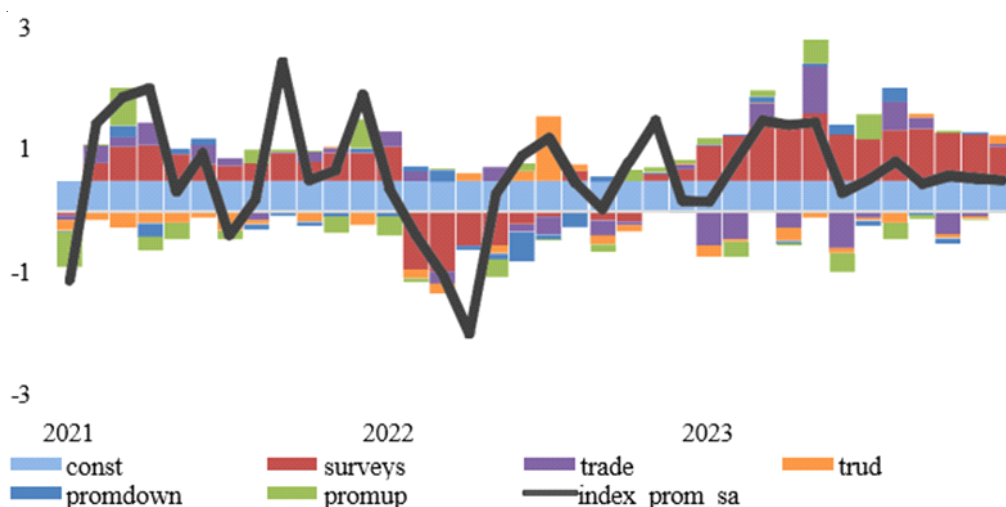 3
1
-1
-3
2021 2022 2023
const surveys trade trud
promdown promup index_prom_sa